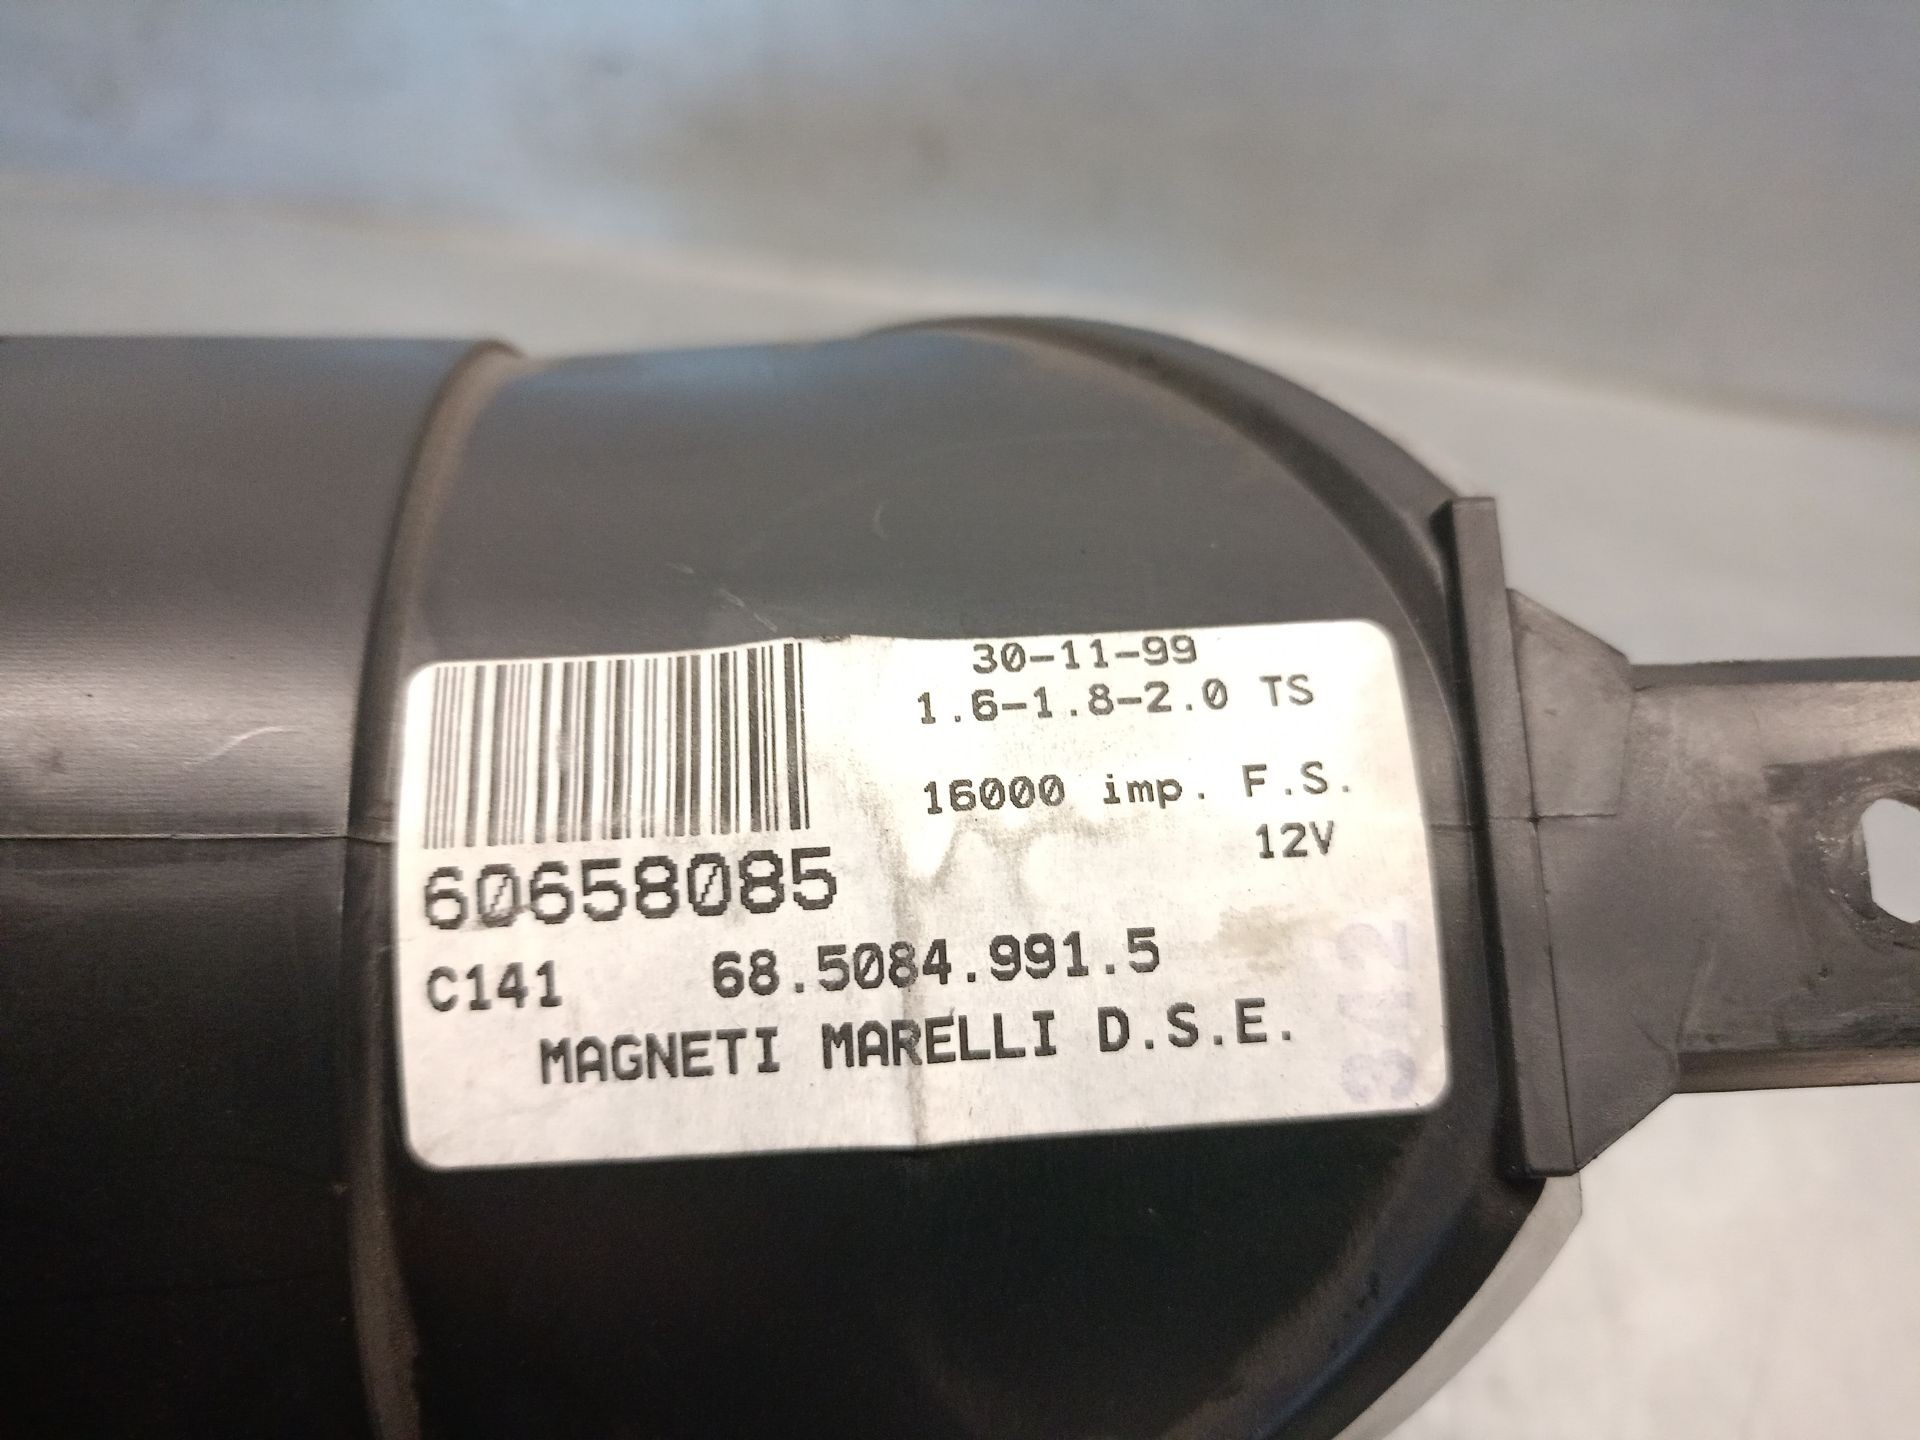 30-11-99
1.6-1.8-2.0 TS
16000 imp. F.S.
12V
60658085
C141 68.5084.991.5
MAGNETI MARELLI D.S.E.
342